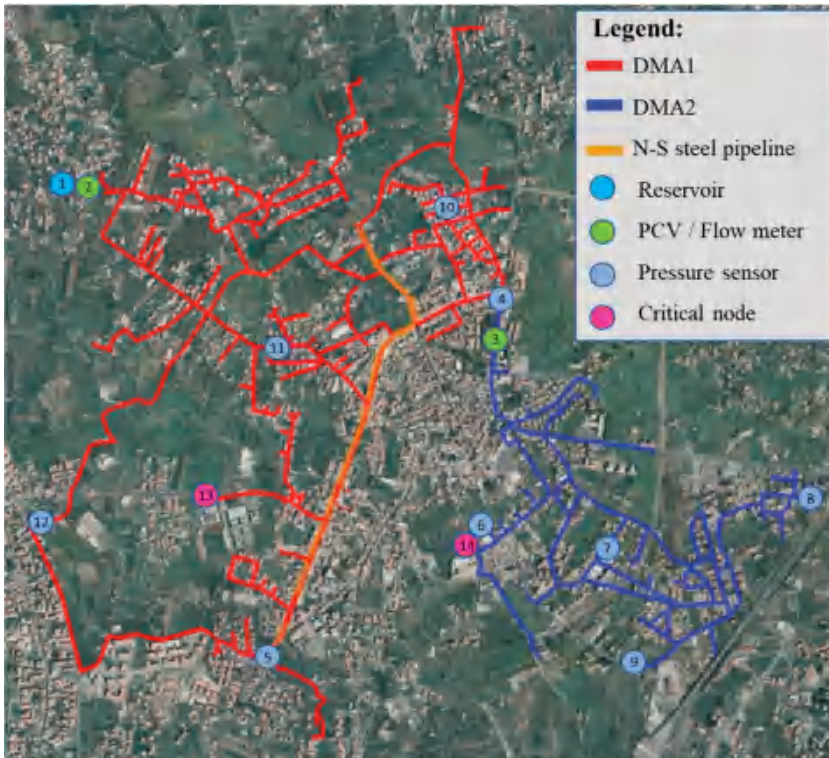 Legend:
DMA1
DMA2
N-S steel pipeline
Reservoir
PCV / Flow meter
Pressure sensor
Critical node
1
2
10
4
3
11
13
12
6
14
7
8
5
9